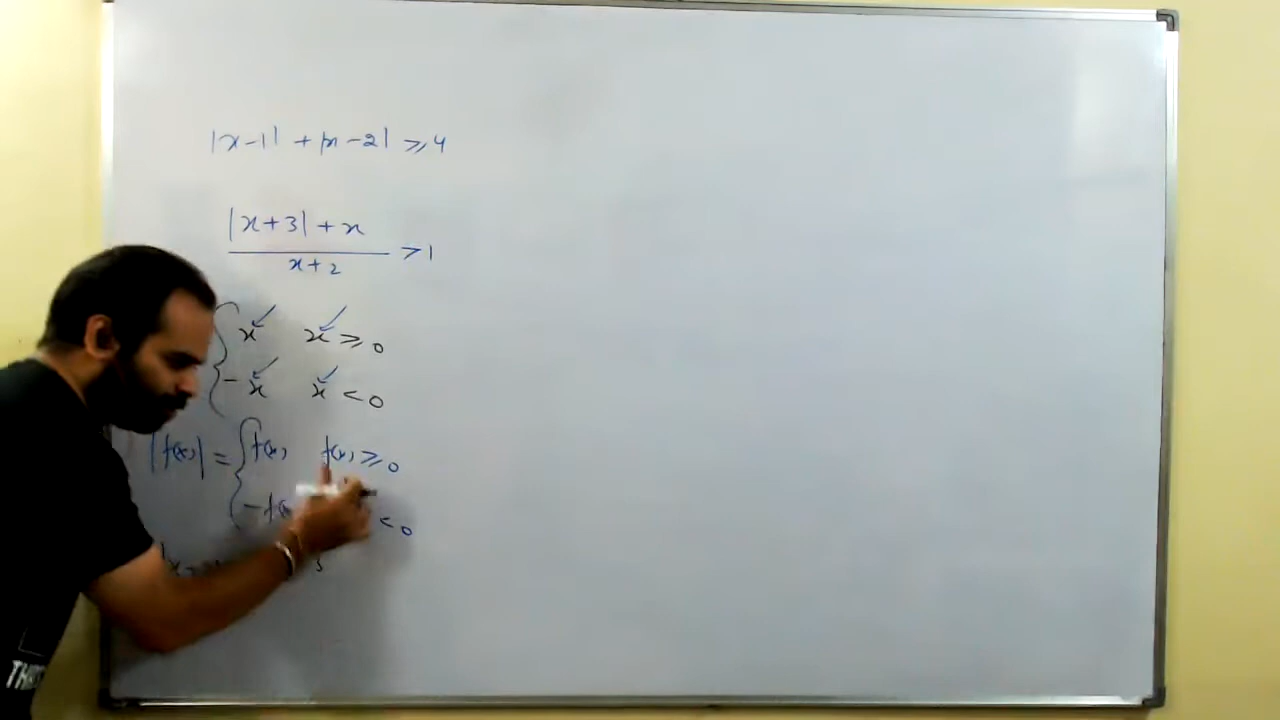 |x-1| + |x-2| ≥ 4
|x+3| + x
x+2
> 1
x x ≥ 0
-x x < 0
|f(x)| = { f(x) f(x) ≥ 0
< 0